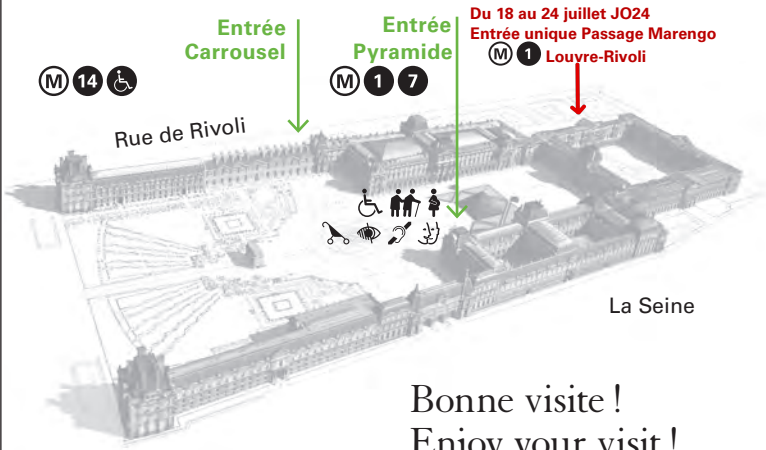 Du 18 au 24 juillet JO24
Entrée unique Passage Marengo
M 1 Louvre-Rivoli
Entrée
Carrousel
Entrée
Pyramide
M 14
M 1 7
Rue de Rivoli
La Seine
Bonne visite !
Enjoy your visit !